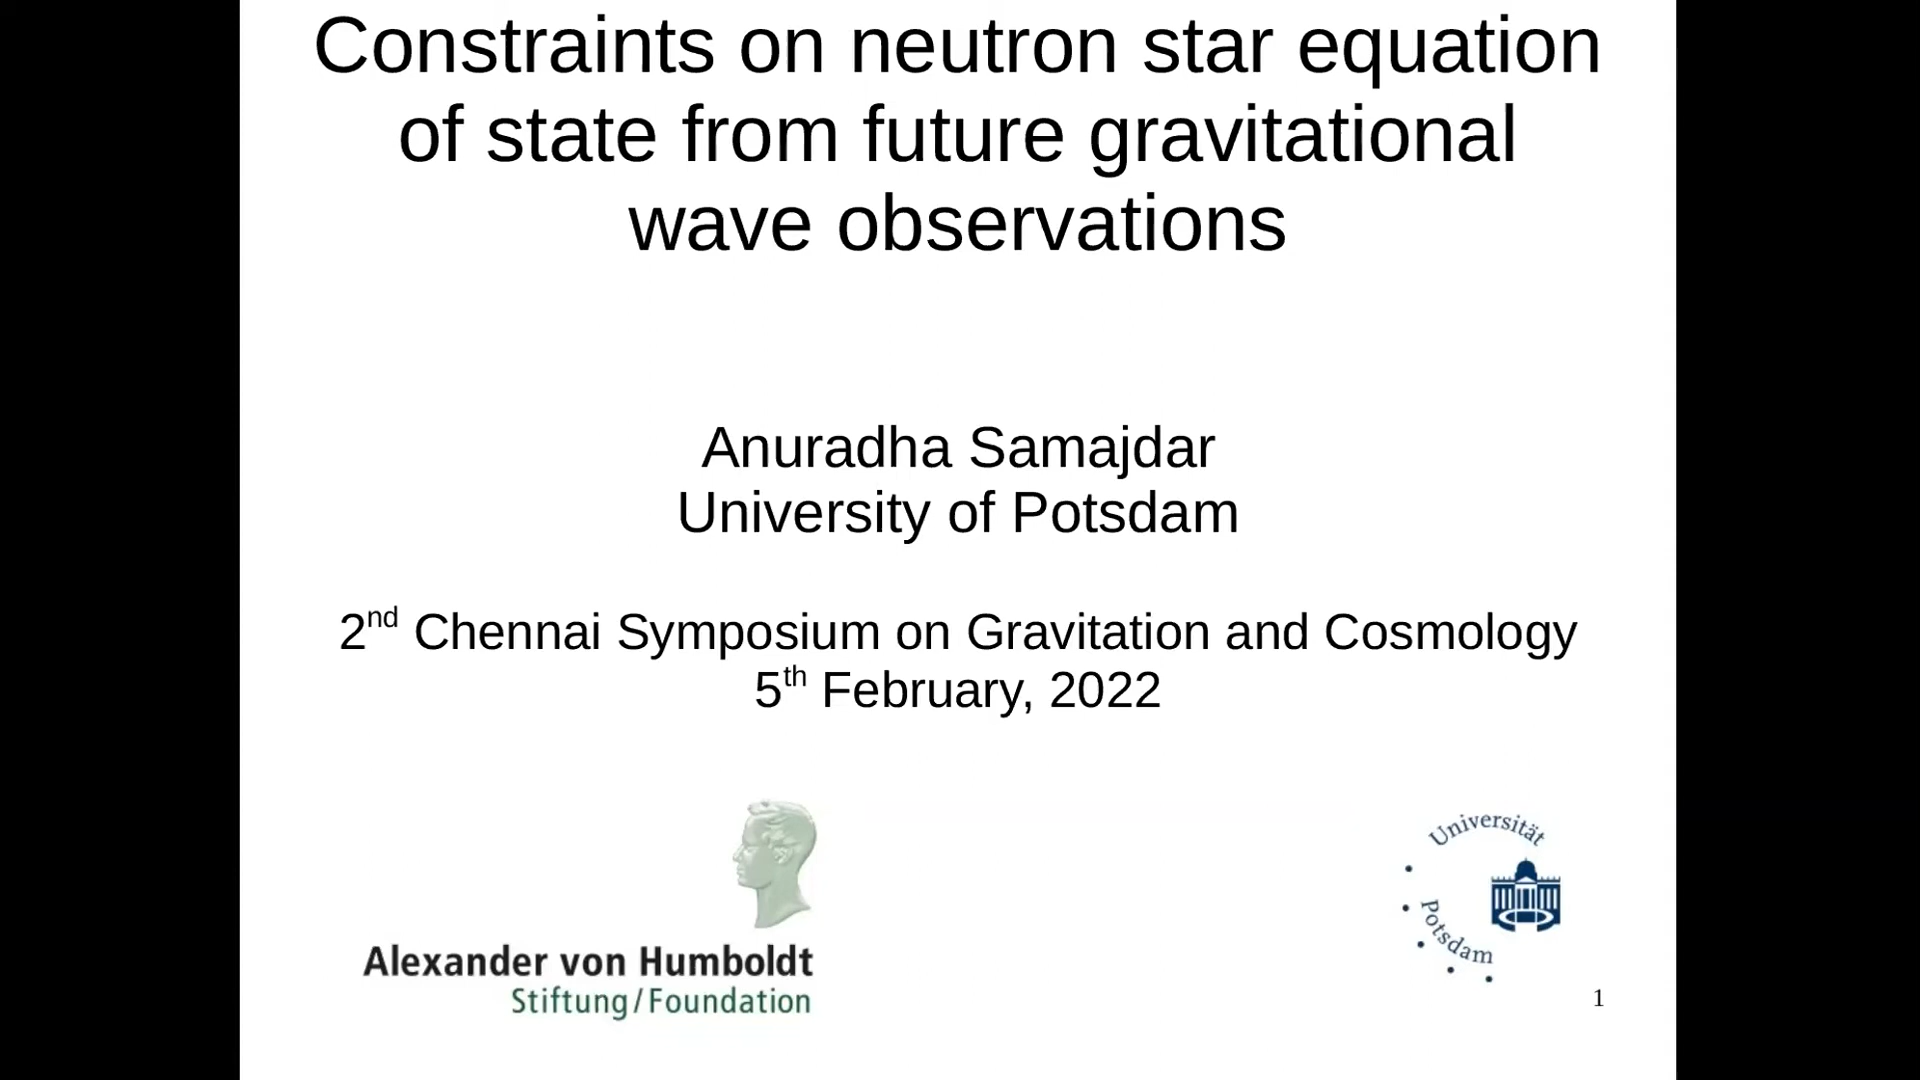 Constraints on neutron star equation
of state from future gravitational
wave observations
Anuradha Samajdar
University of Potsdam
2nd Chennai Symposium on Gravitation and Cosmology
5th February, 2022
Alexander von Humboldt
Stiftung/Foundation
Universität
Potsdam
1